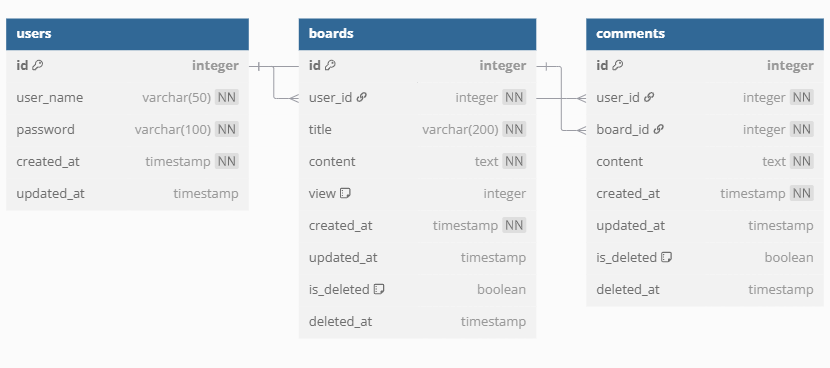 users
id integer
user_name varchar(50) NN
password varchar(100) NN
created_at timestamp NN
updated_at timestamp
boards
id integer
user_id integer NN
title varchar(200) NN
content text NN
view integer
created_at timestamp NN
updated_at timestamp
is_deleted boolean
deleted_at timestamp
comments
id integer
user_id integer NN
board_id integer NN
content text NN
created_at timestamp NN
updated_at timestamp
is_deleted boolean
deleted_at timestamp